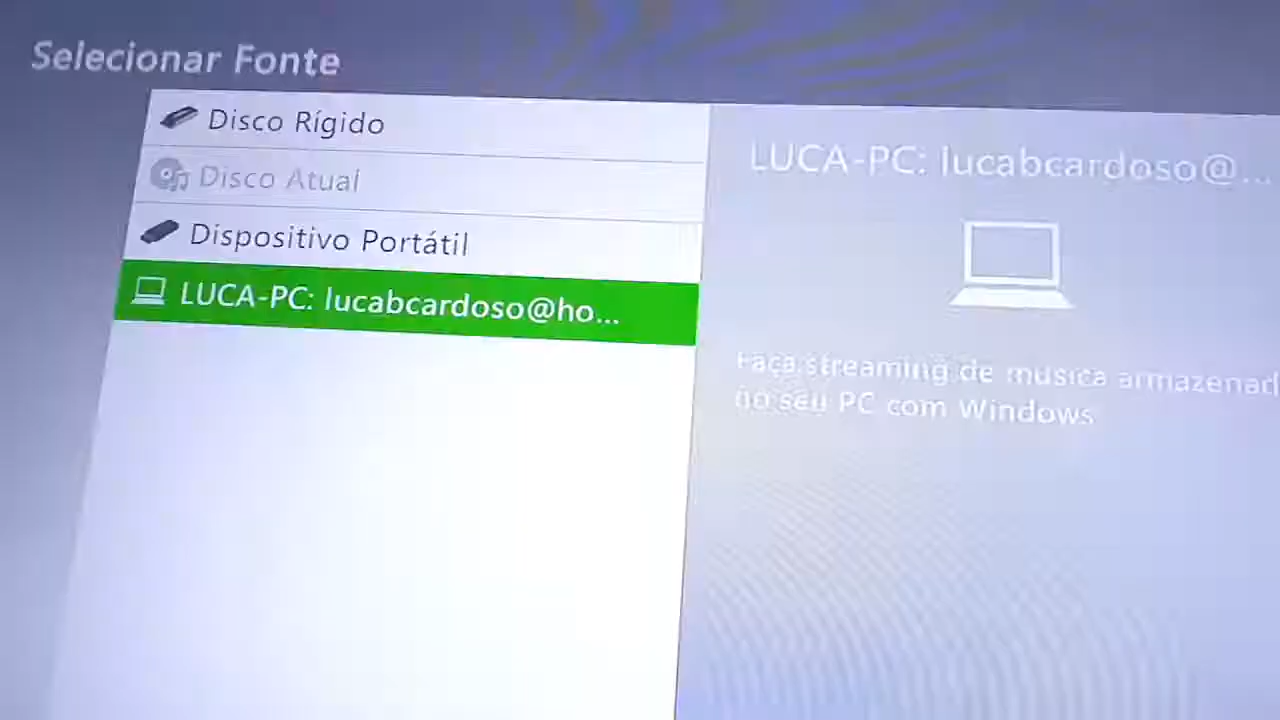 Selecionar Fonte
Disco Rígido
Disco Atual
Dispositivo Portátil
LUCA-PC: lucabcardoso@ho...
LUCA-PC: lucabcardoso@...
Faça streaming de música armazenad
no seu PC com Windows